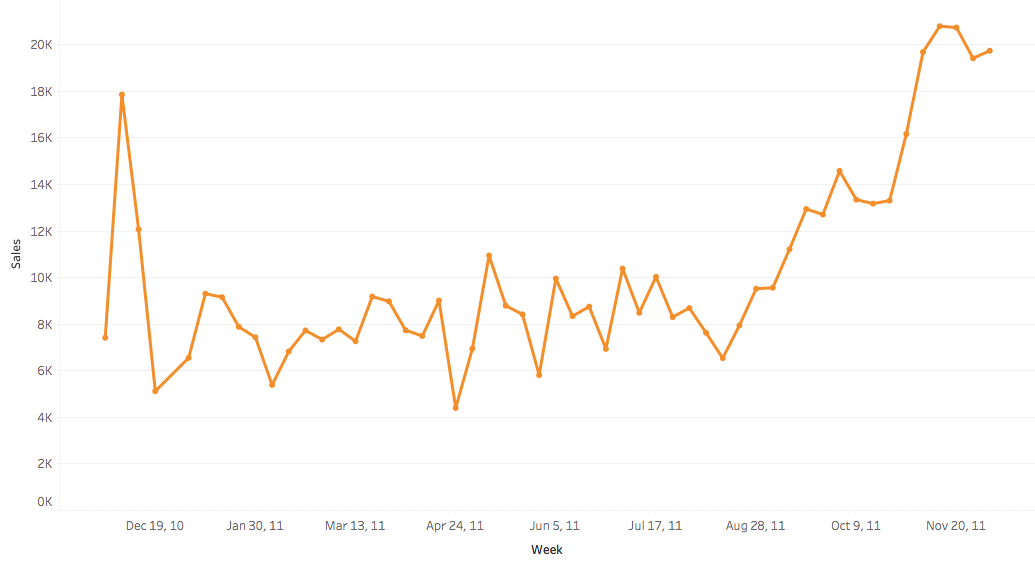 20K
18K
16K
14K
12K
10K
8K
6K
4K
2K
0K
Sales
Dec 19, 10 Jan 30, 11 Mar 13, 11 Apr 24, 11 Jun 5, 11 Jul 17, 11 Aug 28, 11 Oct 9, 11 Nov 20, 11
Week